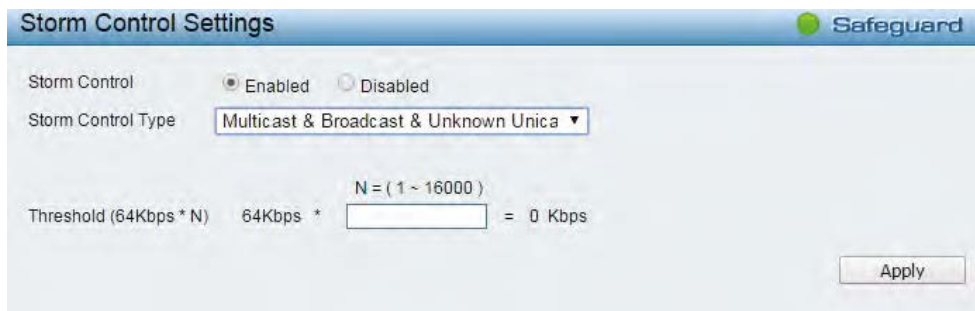 Storm Control Settings
Safeguard
Storm Control Enabled Disabled
Storm Control Type Multicast & Broadcast & Unknown Unica
N = ( 1 ~ 16000 )
Threshold (64Kbps * N) 64Kbps * = 0 Kbps
Apply